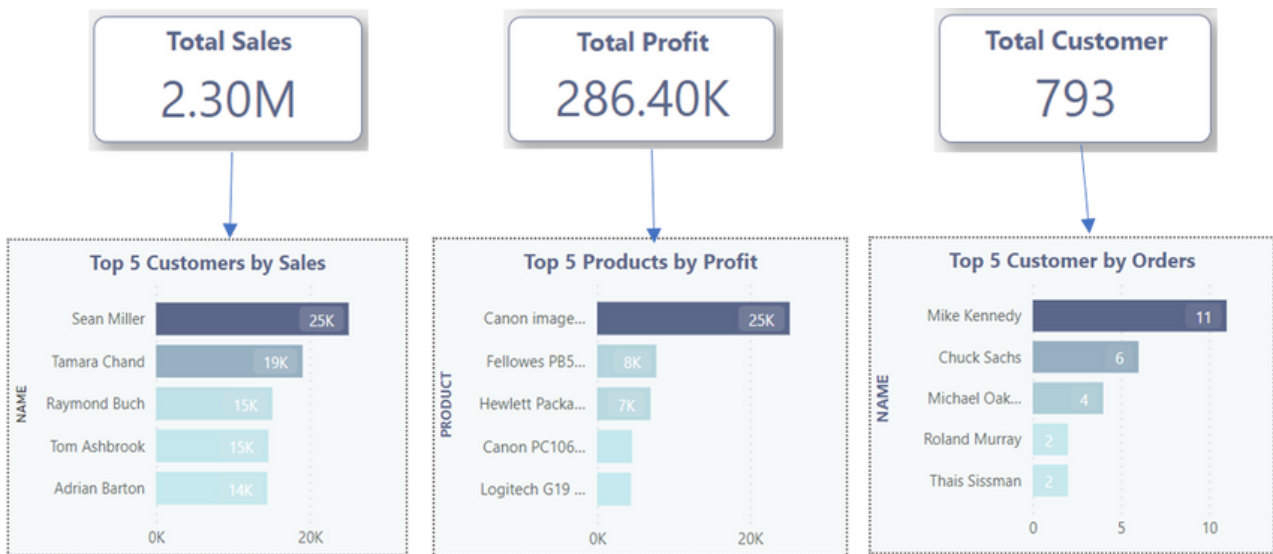 Total Sales
2.30M
Total Profit
286.40K
Total Customer
793
Top 5 Customers by Sales
NAME
Sean Miller 25K
Tamara Chand 19K
Raymond Buch 15K
Tom Ashbrook 15K
Adrian Barton 14K
0K 20K
Top 5 Products by Profit
PRODUCT
Canon image... 25K
Fellowes PB5... 8K
Hewlett Packa... 7K
Canon PC106...
Logitech G19 ...
0K 20K
Top 5 Customer by Orders
NAME
Mike Kennedy 11
Chuck Sachs 6
Michael Oak... 4
Roland Murray 2
Thais Sissman 2
0 5 10